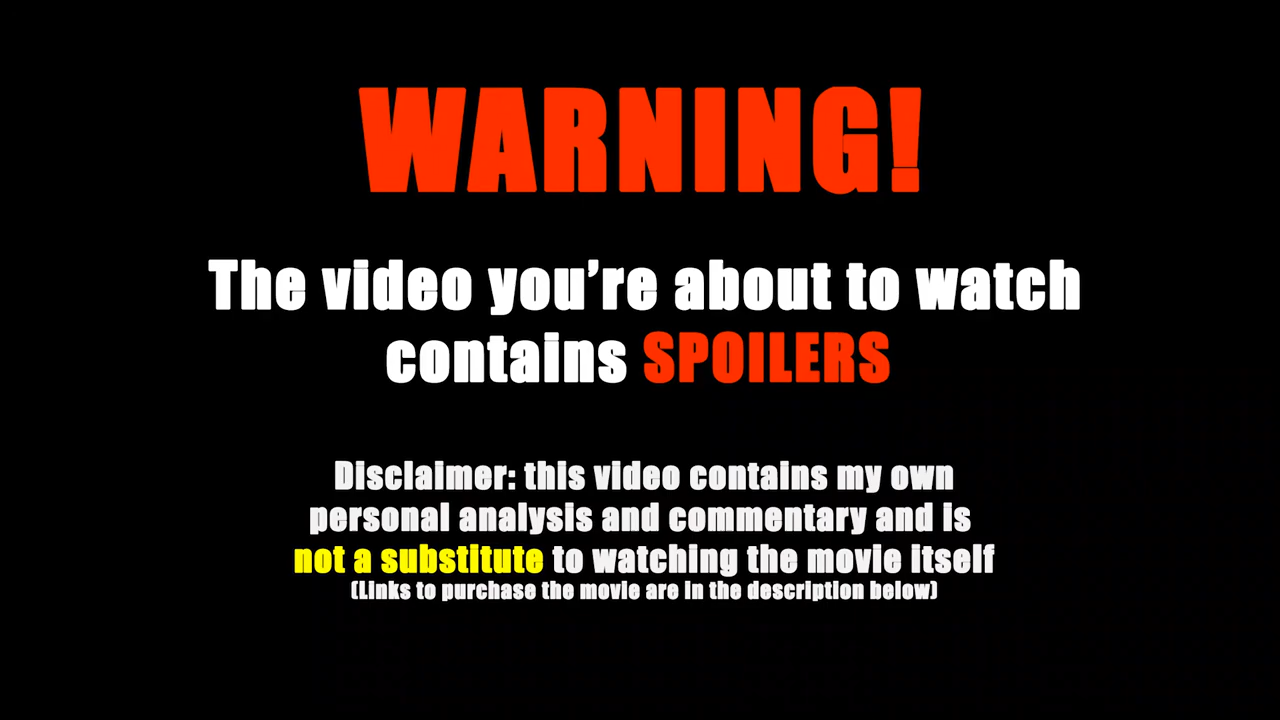 WARNING!
The video you’re about to watch
contains SPOILERS
Disclaimer: this video contains my own
personal analysis and commentary and is
not a substitute to watching the movie itself
(Links to purchase the movie are in the description below)